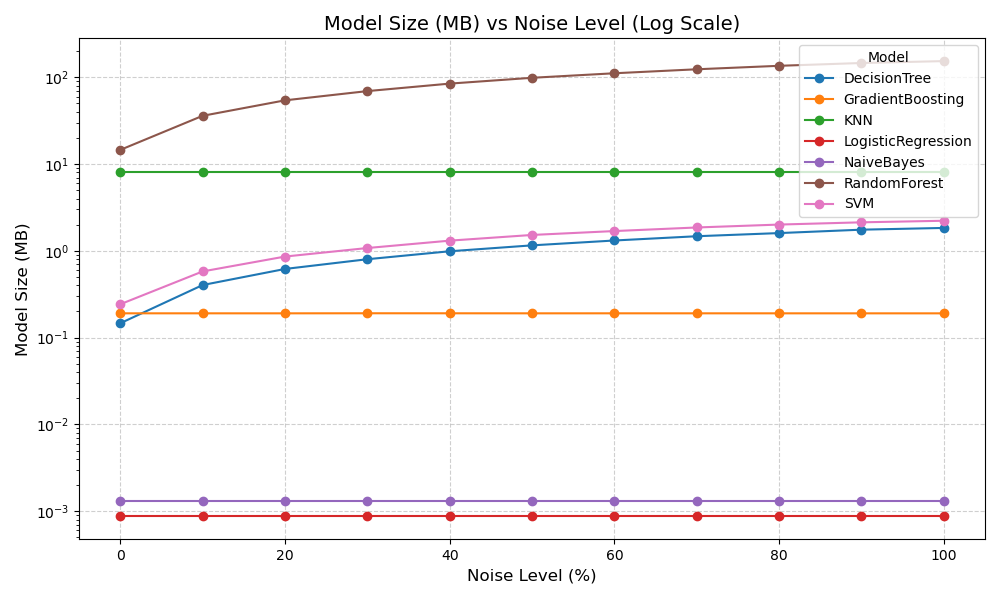 Model Size (MB) vs Noise Level (Log Scale)
Model Size (MB)
10²
10¹
10⁰
10⁻¹
10⁻²
10⁻³
Model
DecisionTree
GradientBoosting
KNN
LogisticRegression
NaiveBayes
RandomForest
SVM
0 20 40 60 80 100
Noise Level (%)